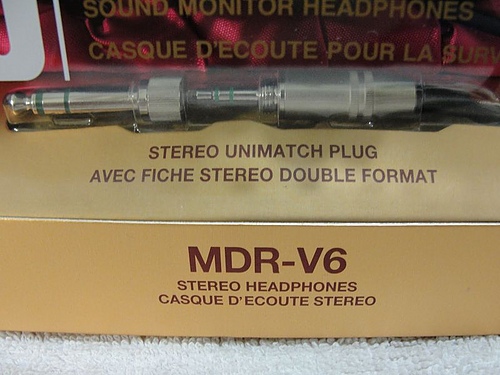 SOUND MONITOR HEADPHONES
CASQUE D'ECOUTE POUR LA SURV
STEREO UNIMATCH PLUG
AVEC FICHE STEREO DOUBLE FORMAT
MDR-V6
STEREO HEADPHONES
CASQUE D'ECOUTE STEREO